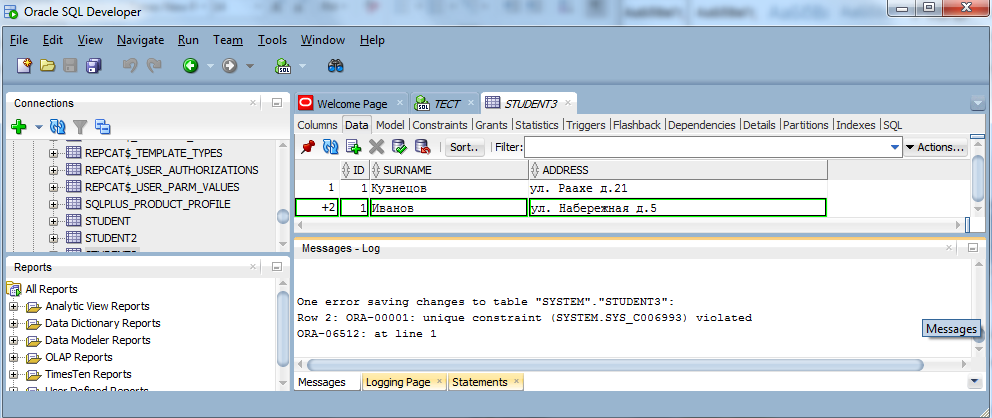 Oracle SQL Developer
File Edit View Navigate Run Team Tools Window Help
SQL
Connections
REPCAT$_TEMPLATE_TYPES
REPCAT$_USER_AUTHORIZATIONS
REPCAT$_USER_PARM_VALUES
SQLPLUS_PRODUCT_PROFILE
STUDENT
STUDENT2
Reports
All Reports
Analytic View Reports
Data Dictionary Reports
Data Modeler Reports
OLAP Reports
TimesTen Reports
User Defined Reports
Welcome Page SQL ТЕСТ STUDENT3
Columns Data Model Constraints Grants Statistics Triggers Flashback Dependencies Details Partitions Indexes SQL
Sort.. Filter: Actions...
ID SURNAME ADDRESS
1 1 Кузнецов ул. Раахе д.21
+2 1 Иванов ул. Набережная д.5
Messages - Log
One error saving changes to table "SYSTEM"."STUDENT3":
Row 2: ORA-00001: unique constraint (SYSTEM.SYS_C006993) violated
ORA-06512: at line 1
Messages
Messages Logging Page Statements